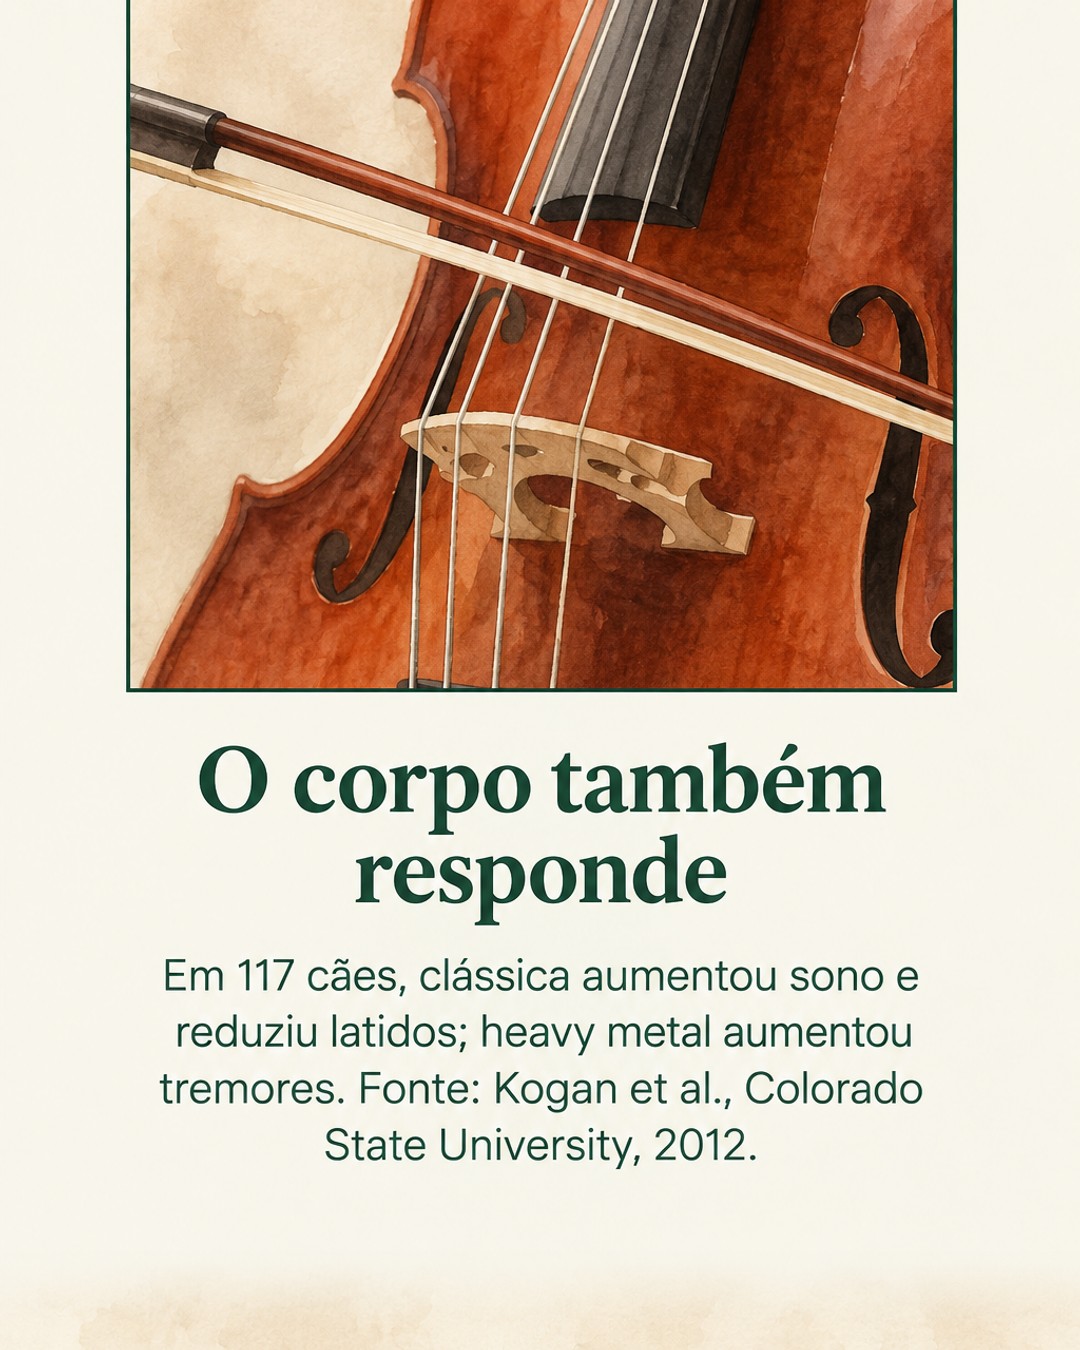 O corpo também
responde
Em 117 cães, clássica aumentou sono e
reduziu latidos; heavy metal aumentou
tremores. Fonte: Kogan et al., Colorado
State University, 2012.